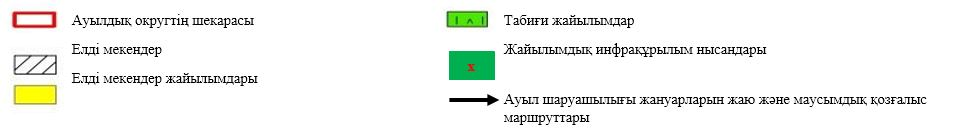 Ауылдық округтің шекарасы
Елді мекендер
Елді мекендер жайылымдары
Табиғи жайылымдар
Жайылымдық инфрақұрылым нысандары
x
Ауыл шаруашылығы жануарларын жаю және маусымдық қозғалыс
маршруттары